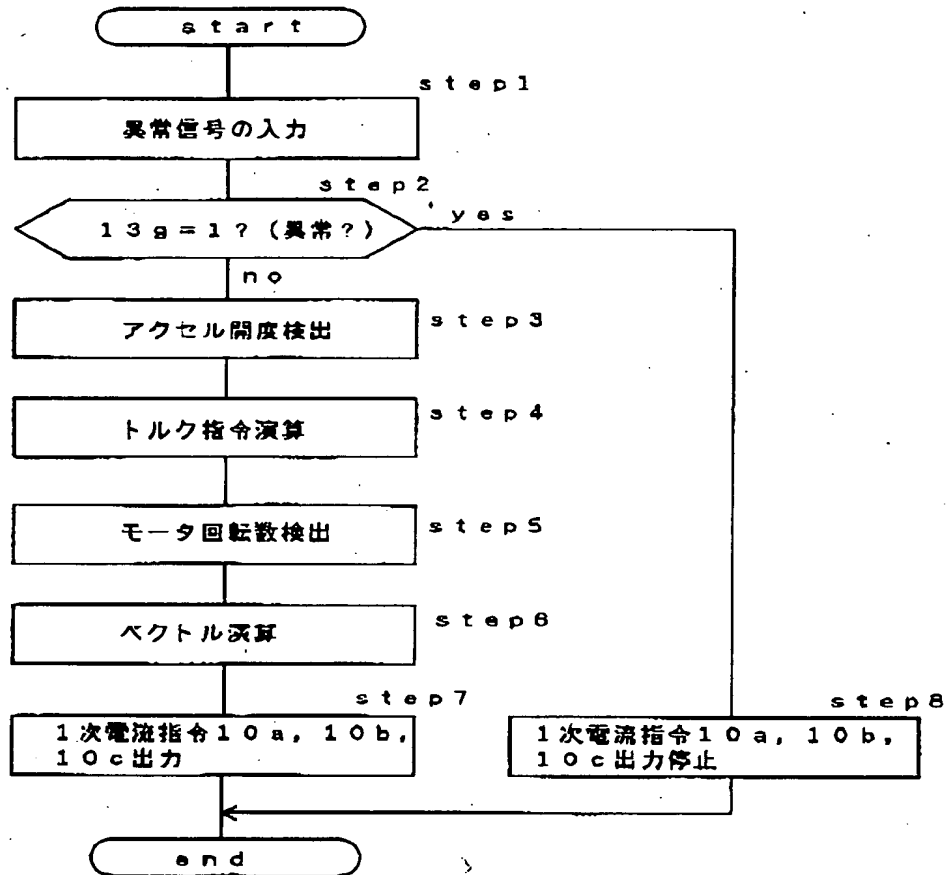 start
step1
異常信号の入力
step2
13g=1?(異常?)
yes
no
アクセル開度検出
step3
トルク指令演算
step4
モータ回転数検出
step5
ベクトル演算
step6
step7
1次電流指令10a,10b,
10c出力
step8
1次電流指令10a,10b,
10c出力停止
end